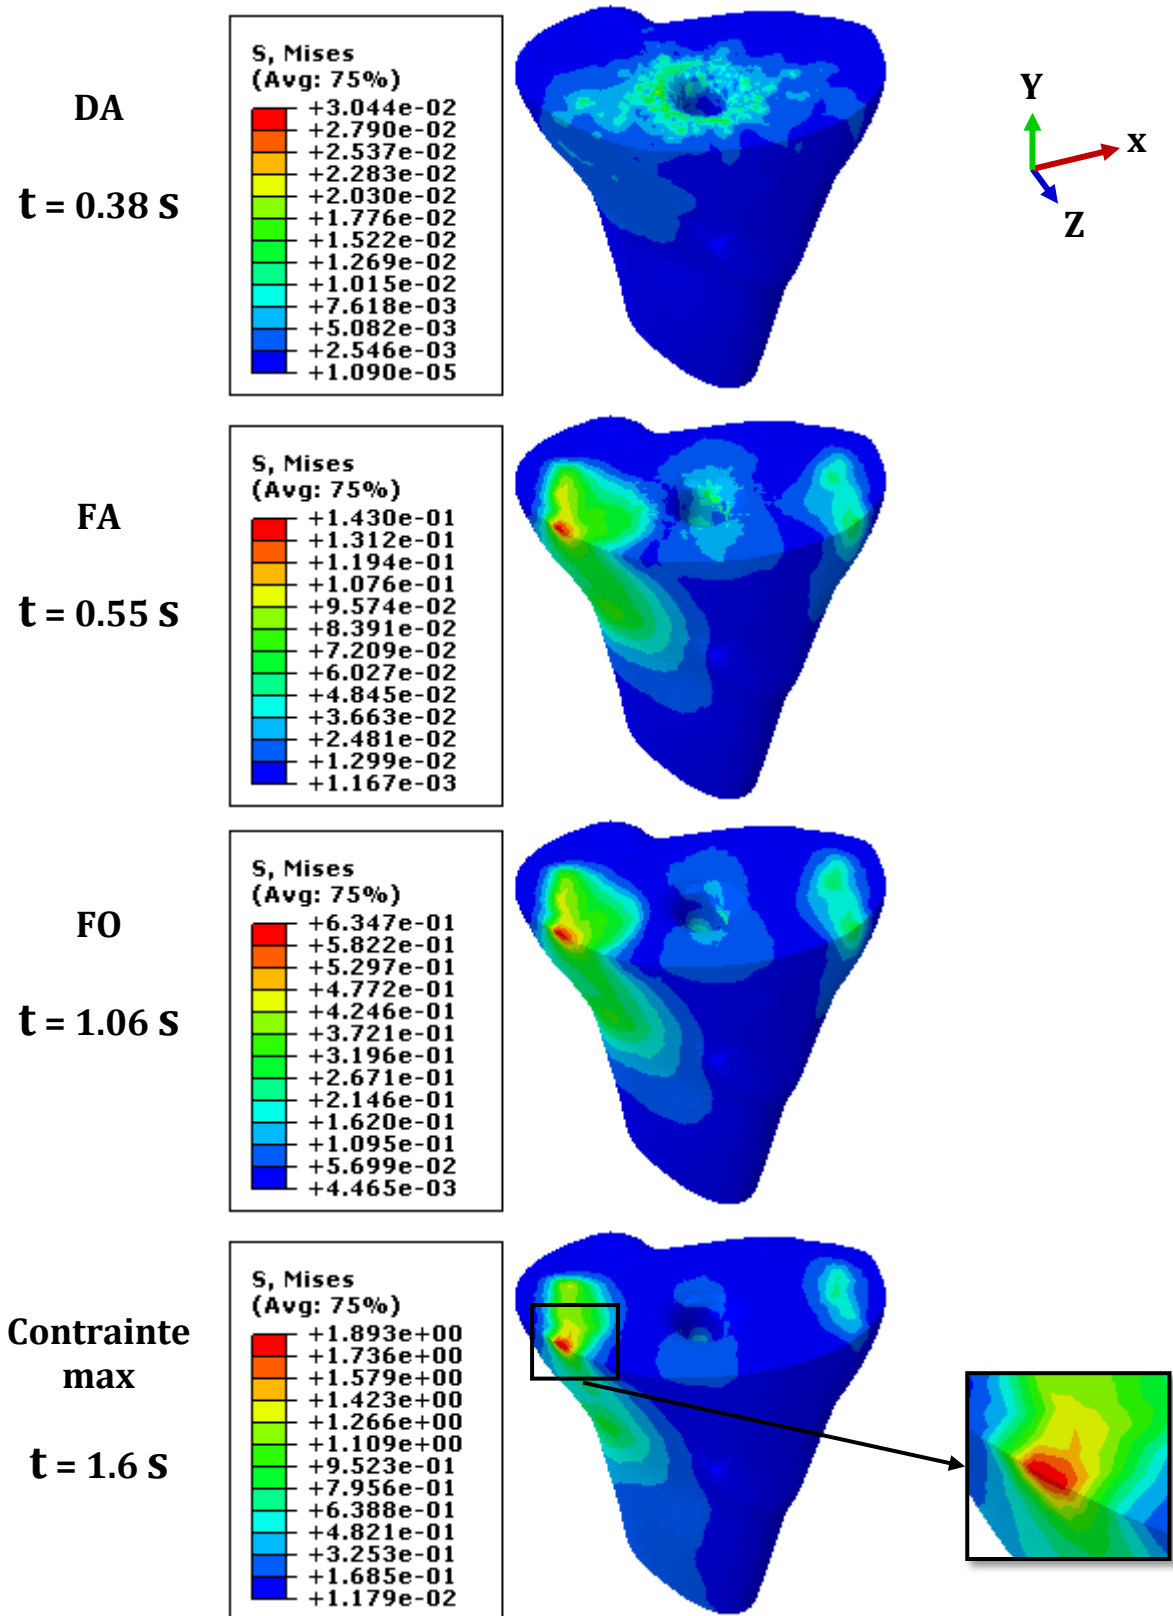 DA
t = 0.38 s
S, Mises
(Avg: 75%)
+3.044e-02
+2.790e-02
+2.537e-02
+2.283e-02
+2.030e-02
+1.776e-02
+1.522e-02
+1.269e-02
+1.015e-02
+7.618e-03
+5.082e-03
+2.546e-03
+1.090e-05
Y
x
Z
FA
t = 0.55 s
S, Mises
(Avg: 75%)
+1.430e-01
+1.312e-01
+1.194e-01
+1.076e-01
+9.574e-02
+8.391e-02
+7.209e-02
+6.027e-02
+4.845e-02
+3.663e-02
+2.481e-02
+1.299e-02
+1.167e-03
FO
t = 1.06 s
S, Mises
(Avg: 75%)
+6.347e-01
+5.822e-01
+5.297e-01
+4.772e-01
+4.246e-01
+3.721e-01
+3.196e-01
+2.671e-01
+2.146e-01
+1.620e-01
+1.095e-01
+5.699e-02
+4.465e-03
Contrainte
max
t = 1.6 s
S, Mises
(Avg: 75%)
+1.893e+00
+1.736e+00
+1.579e+00
+1.423e+00
+1.266e+00
+1.109e+00
+9.523e-01
+7.956e-01
+6.388e-01
+4.821e-01
+3.253e-01
+1.685e-01
+1.179e-02